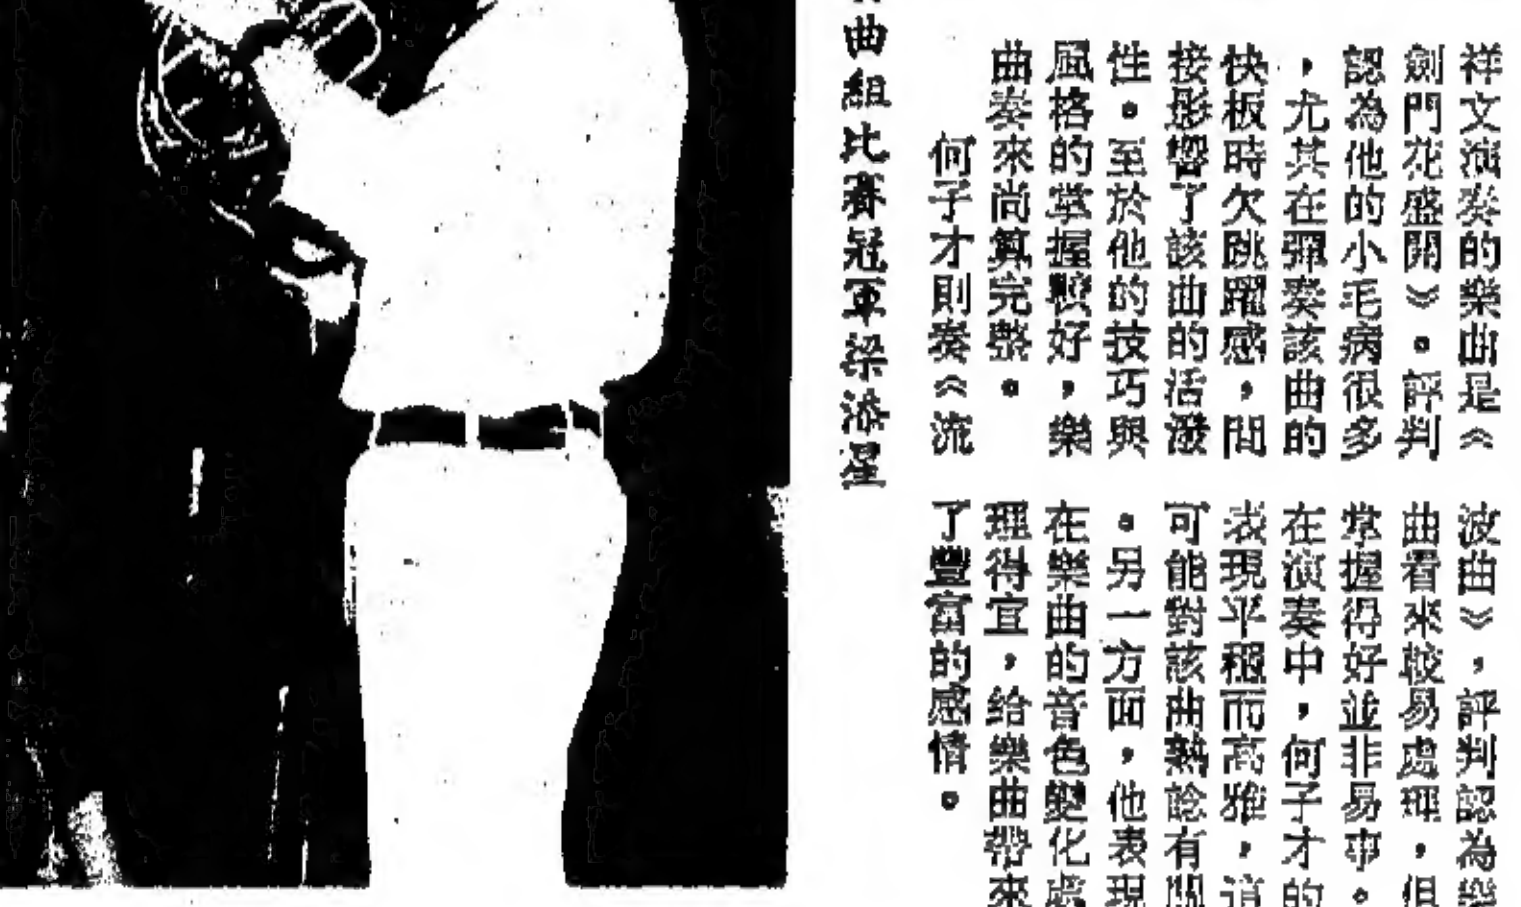 祥文演奏的樂曲是《
劍門花盛開》。評判
認為他的小毛病很多
，尤其在彈奏該曲的
快板時欠跳躍感，間
接影響了該曲的活潑
性。至於他的技巧與
風格的掌握較好，樂
曲奏來尚算完整。
何子才則奏《流
波曲》，評判認為樂
曲看來較易處理，但
掌握得好並非易事。
在演奏中，何子才的
表現平穩而高雅，這
可能對該曲熟諗有關
。另一方面，他表現
在樂曲的音色變化處
理得宜，給樂曲帶來
了豐富的感情。
曲組比賽冠軍梁添星